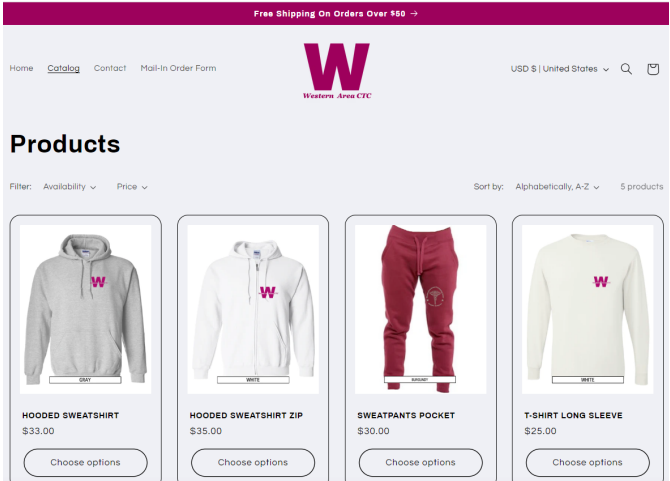 Free Shipping On Orders Over $50 →
Home Catalog Contact Mail-In Order Form
W
Western Area CTC
USD $ | United States
Products
Filter: Availability Price
Sort by: Alphabetically, A-Z 5 products
W
W
W
GRAY
WHITE
BURGUNDY
WHITE
HOODED SWEATSHIRT
$33.00
Choose options
HOODED SWEATSHIRT ZIP
$35.00
Choose options
SWEATPANTS POCKET
$30.00
Choose options
T-SHIRT LONG SLEEVE
$25.00
Choose options